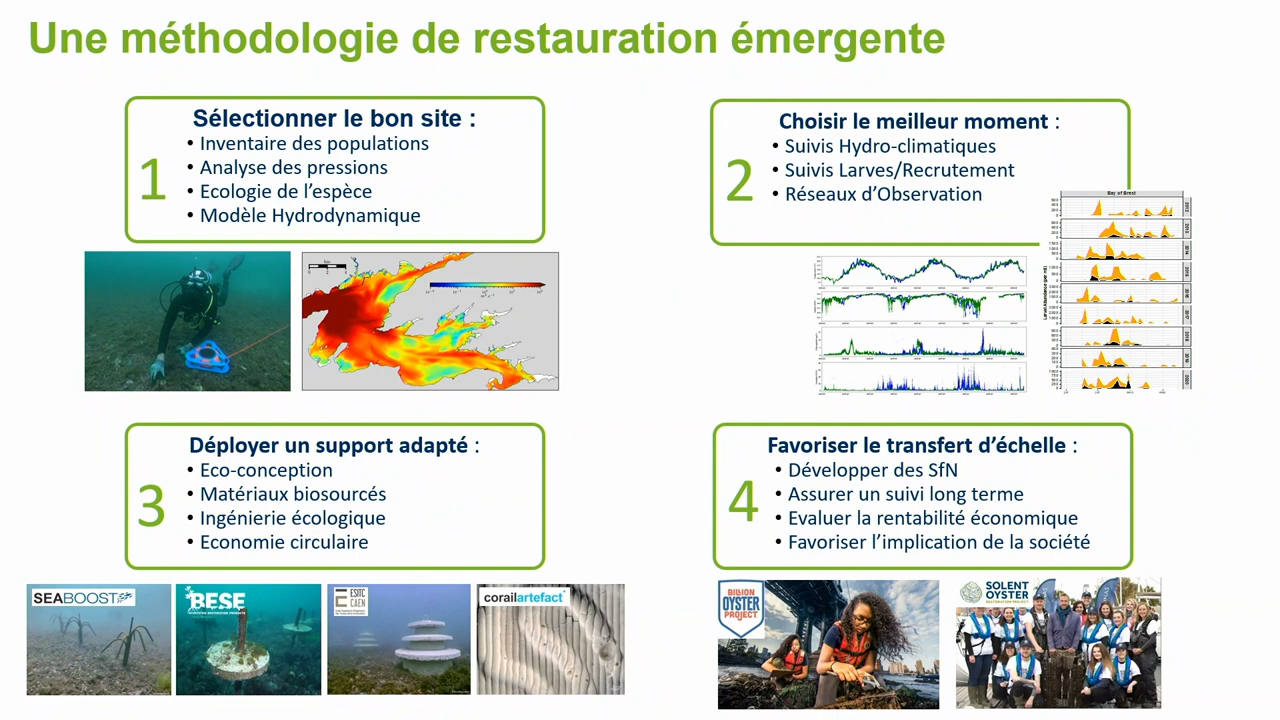 Une méthodologie de restauration émergente
1
Sélectionner le bon site :
• Inventaire des populations
• Analyse des pressions
• Ecologie de l'espèce
• Modèle Hydrodynamique
2
Choisir le meilleur moment :
• Suivis Hydro-climatiques
• Suivis Larves/Recrutement
• Réseaux d'Observation
Bay of Brest
3
Déployer un support adapté :
• Eco-conception
• Matériaux biosourcés
• Ingénierie écologique
• Economie circulaire
4
Favoriser le transfert d'échelle :
• Développer des SfN
• Assurer un suivi long terme
• Evaluer la rentabilité économique
• Favoriser l'implication de la société
SEABOOST
BESE
ESITC
CAEN
corailartefact
BILLION
OYSTER
PROJECT
SOLENT
OYSTER
RESTORATION PROJECT